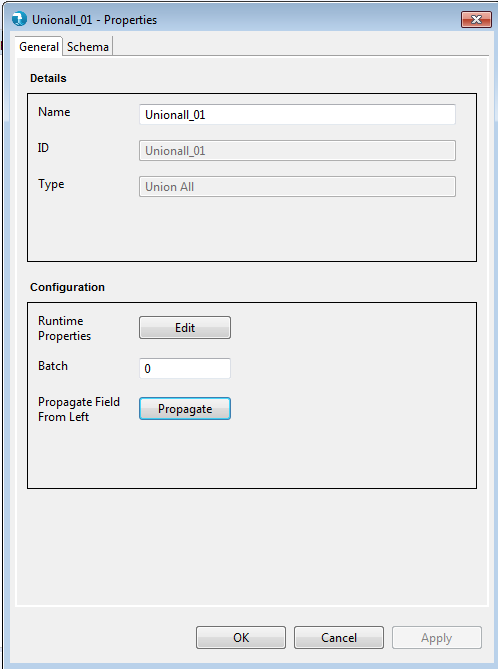 Unionall_01 - Properties
General Schema
Details
Name
Unionall_01
ID
Unionall_01
Type
Union All
Configuration
Runtime
Properties
Edit
Batch
0
Propagate Field
From Left
Propagate
OK Cancel Apply